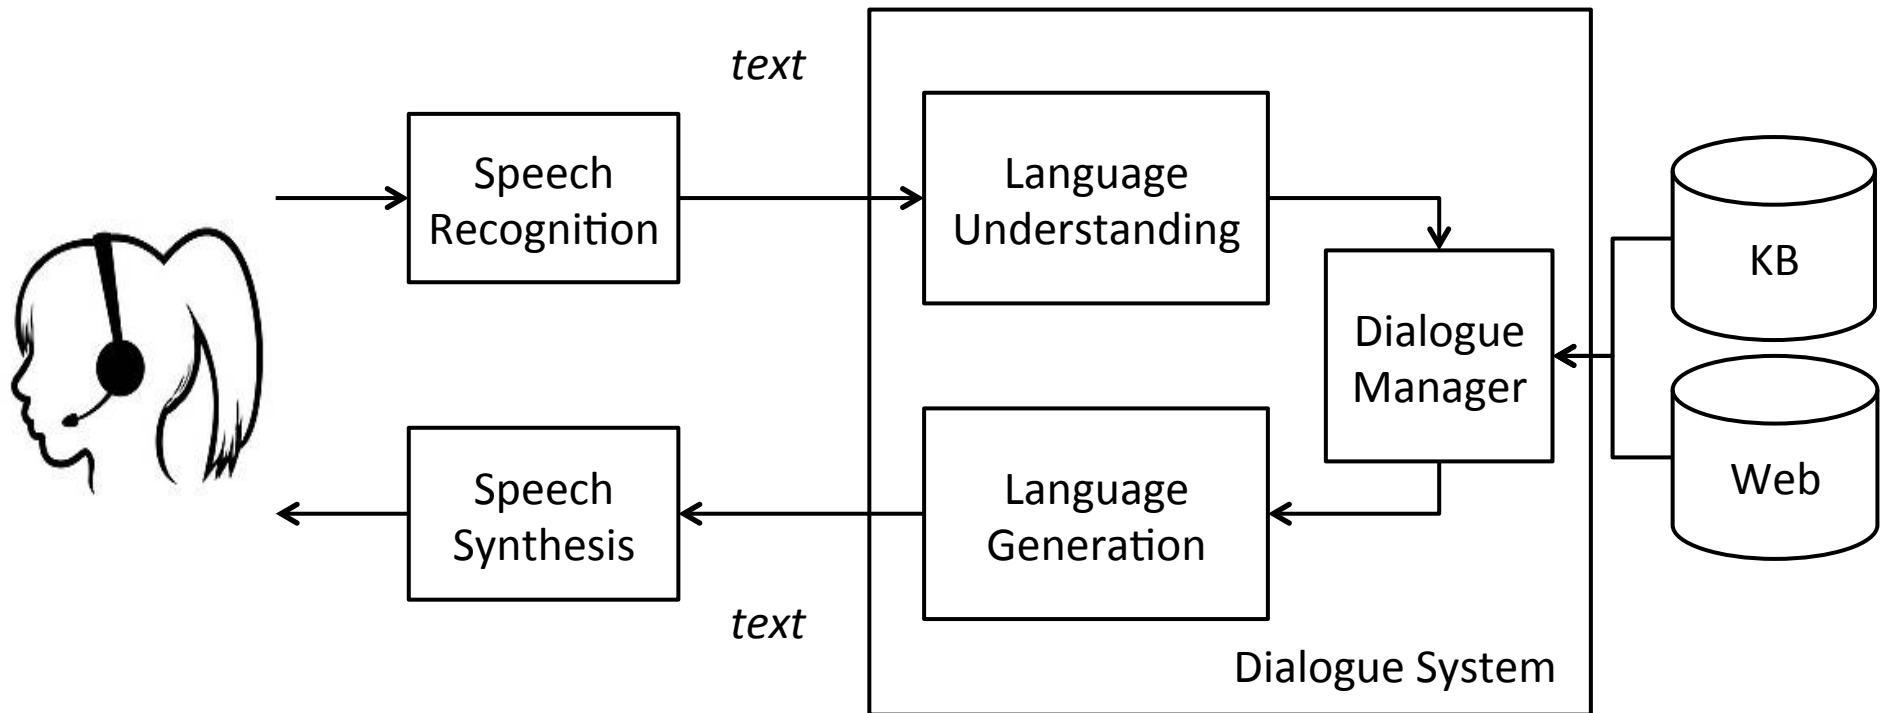 text
Speech
Recognition
Language
Understanding
Dialogue
Manager
KB
Web
Speech
Synthesis
Language
Generation
text
Dialogue System